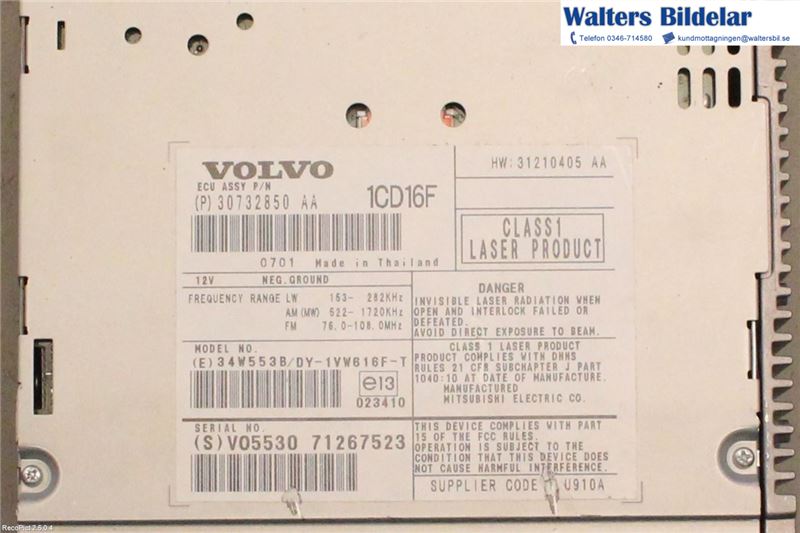 Walters Bildelar
Telefon 0346-714580 kundmottagningen@waltersbil.se
VOLVO
ECU ASSY P/N
(P) 30732850 AA
1CD16F
HW: 31210405 AA
CLASS1
LASER PRODUCT
0701 Made in Thailand
12V NEG. GROUND
FREQUENCY RANGE LW 153- 282KHz
AM (MW) 522- 1720KHz
FM 76.0-108.0MHz
DANGER
INVISIBLE LASER RADIATION WHEN
OPEN AND INTERLOCK FAILED OR
DEFEATED.
AVOID DIRECT EXPOSURE TO BEAM.
MODEL NO.
(E) 34W553B/DY-1VW616F-T
e13
023410
CLASS 1 LASER PRODUCT
PRODUCT COMPLIES WITH DHHS
RULES 21 CFR SUBCHAPTER J PART
1040:10 AT DATE OF MANUFACTURE.
MANUFACTURED
MITSUBISHI ELECTRIC CO.
SERIAL NO.
(S) VO5530 71267523
THIS DEVICE COMPLIES WITH PART
15 OF THE FCC RULES.
OPERATION IS SUBJECT TO THE
CONDITION THAT THIS DEVICE DOES
NOT CAUSE HARMFUL INTERFERENCE.
SUPPLIER CODE U910A
RecoPict 2.5.0.4